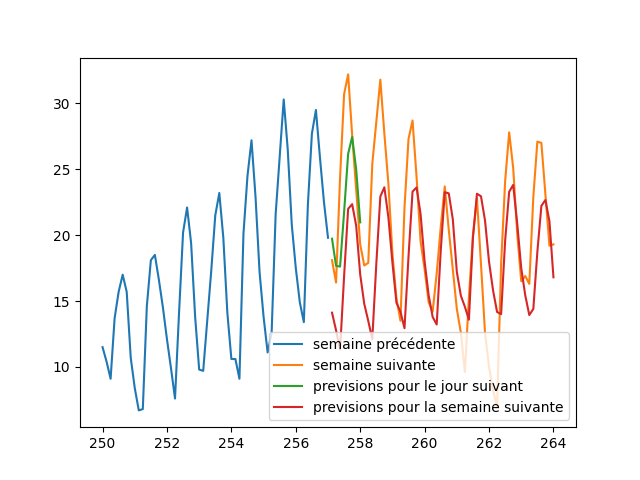 30
25
20
15
10
semaine précédente
semaine suivante
previsions pour le jour suivant
previsions pour la semaine suivante
250 252 254 256 258 260 262 264